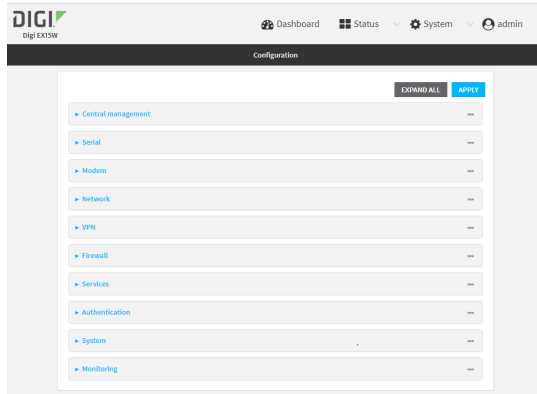 DIGI
Digi EX15W
Dashboard Status System admin
Configuration
EXPAND ALL APPLY
Central management
Serial
Modem
Network
VPN
Firewall
Services
Authentication
System
Monitoring